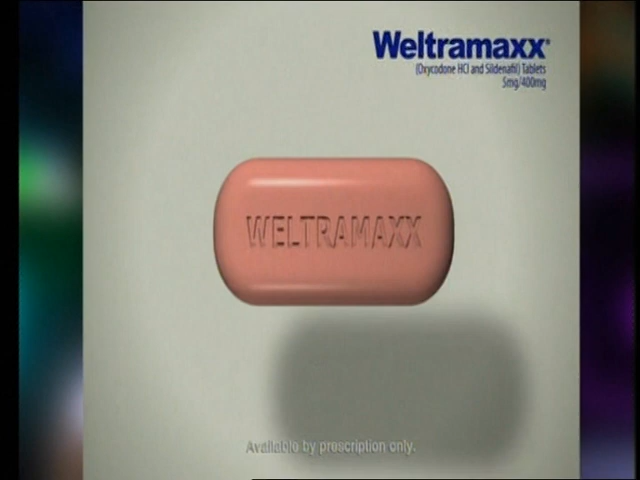 Weltramaxx®
(Oxycodone HCl and Sildenafil) Tablets
5mg/400mg
WELTRAMAXX
Available by prescription only.